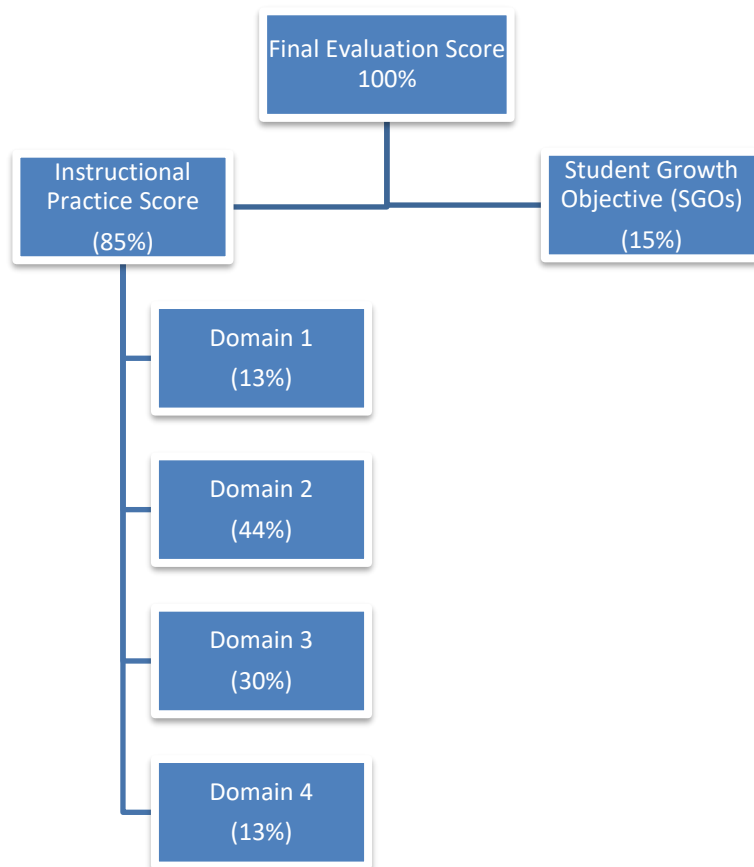 Final Evaluation Score
100%
Instructional
Practice Score
(85%)
Student Growth
Objective (SGOs)
(15%)
Domain 1
(13%)
Domain 2
(44%)
Domain 3
(30%)
Domain 4
(13%)